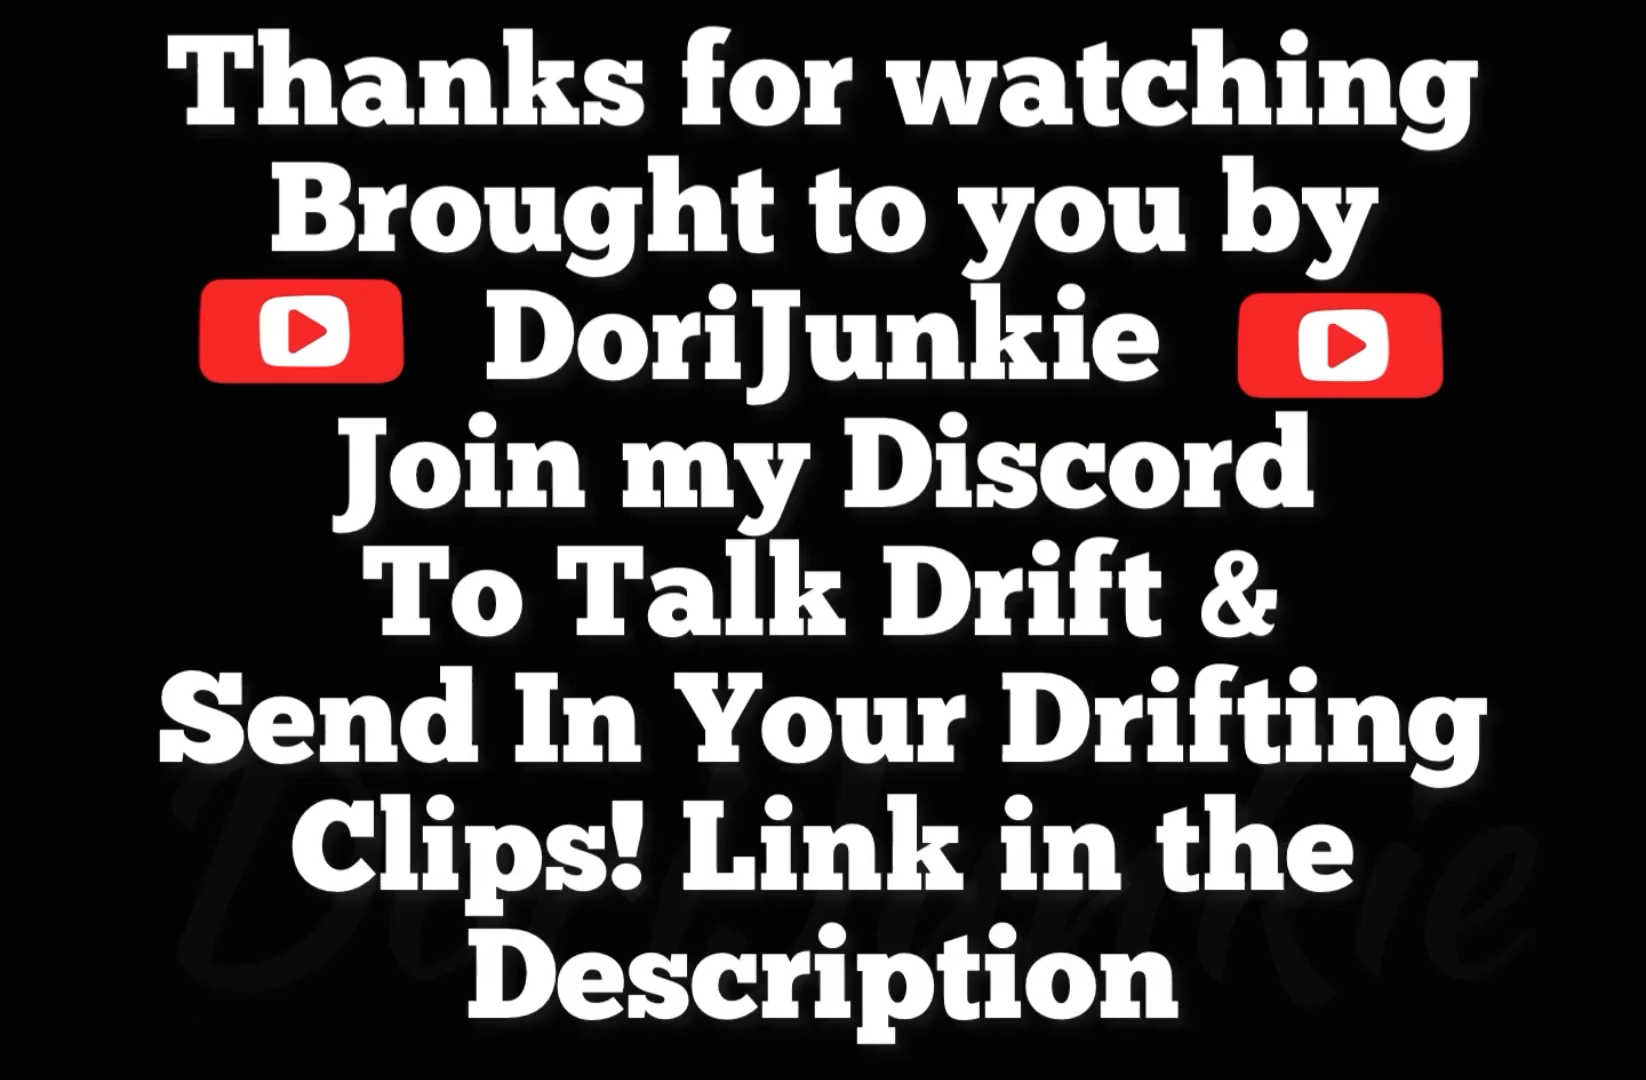 Thanks for watching
Brought to you by
DoriJunkie
Join my Discord
To Talk Drift &
Send In Your Drifting
Clips! Link in the
Description
DoriJunkie